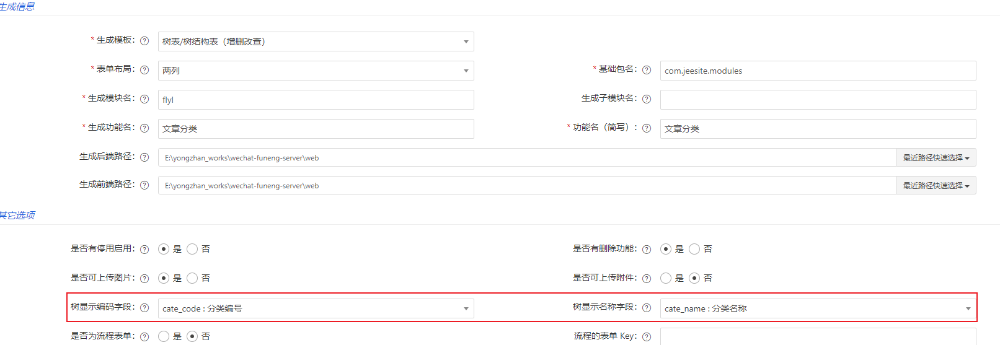 生成信息
* 生成模板： ? 树表/树结构表（增删改查）
* 表单布局： ? 两列 * 基础包名： ? com.jeesite.modules
* 生成模块名： ? flyl 生成子模块名： ?
* 生成功能名： ? 文章分类 * 功能名（简写）： ? 文章分类
生成后端路径： ? E:\yongzhan_works\wechat-funeng-server\web 最近路径快速选择
生成前端路径： ? E:\yongzhan_works\wechat-funeng-server\web 最近路径快速选择
其它选项
是否有停用启用： ? 是 否 是否有删除功能： ? 是 否
是否可上传图片： ? 是 否 是否可上传附件： ? 是 否
树显示编码字段： ? cate_code : 分类编号 树显示名称字段： ? cate_name : 分类名称
是否为流程表单： ? 是 否 流程的表单 Key： ?